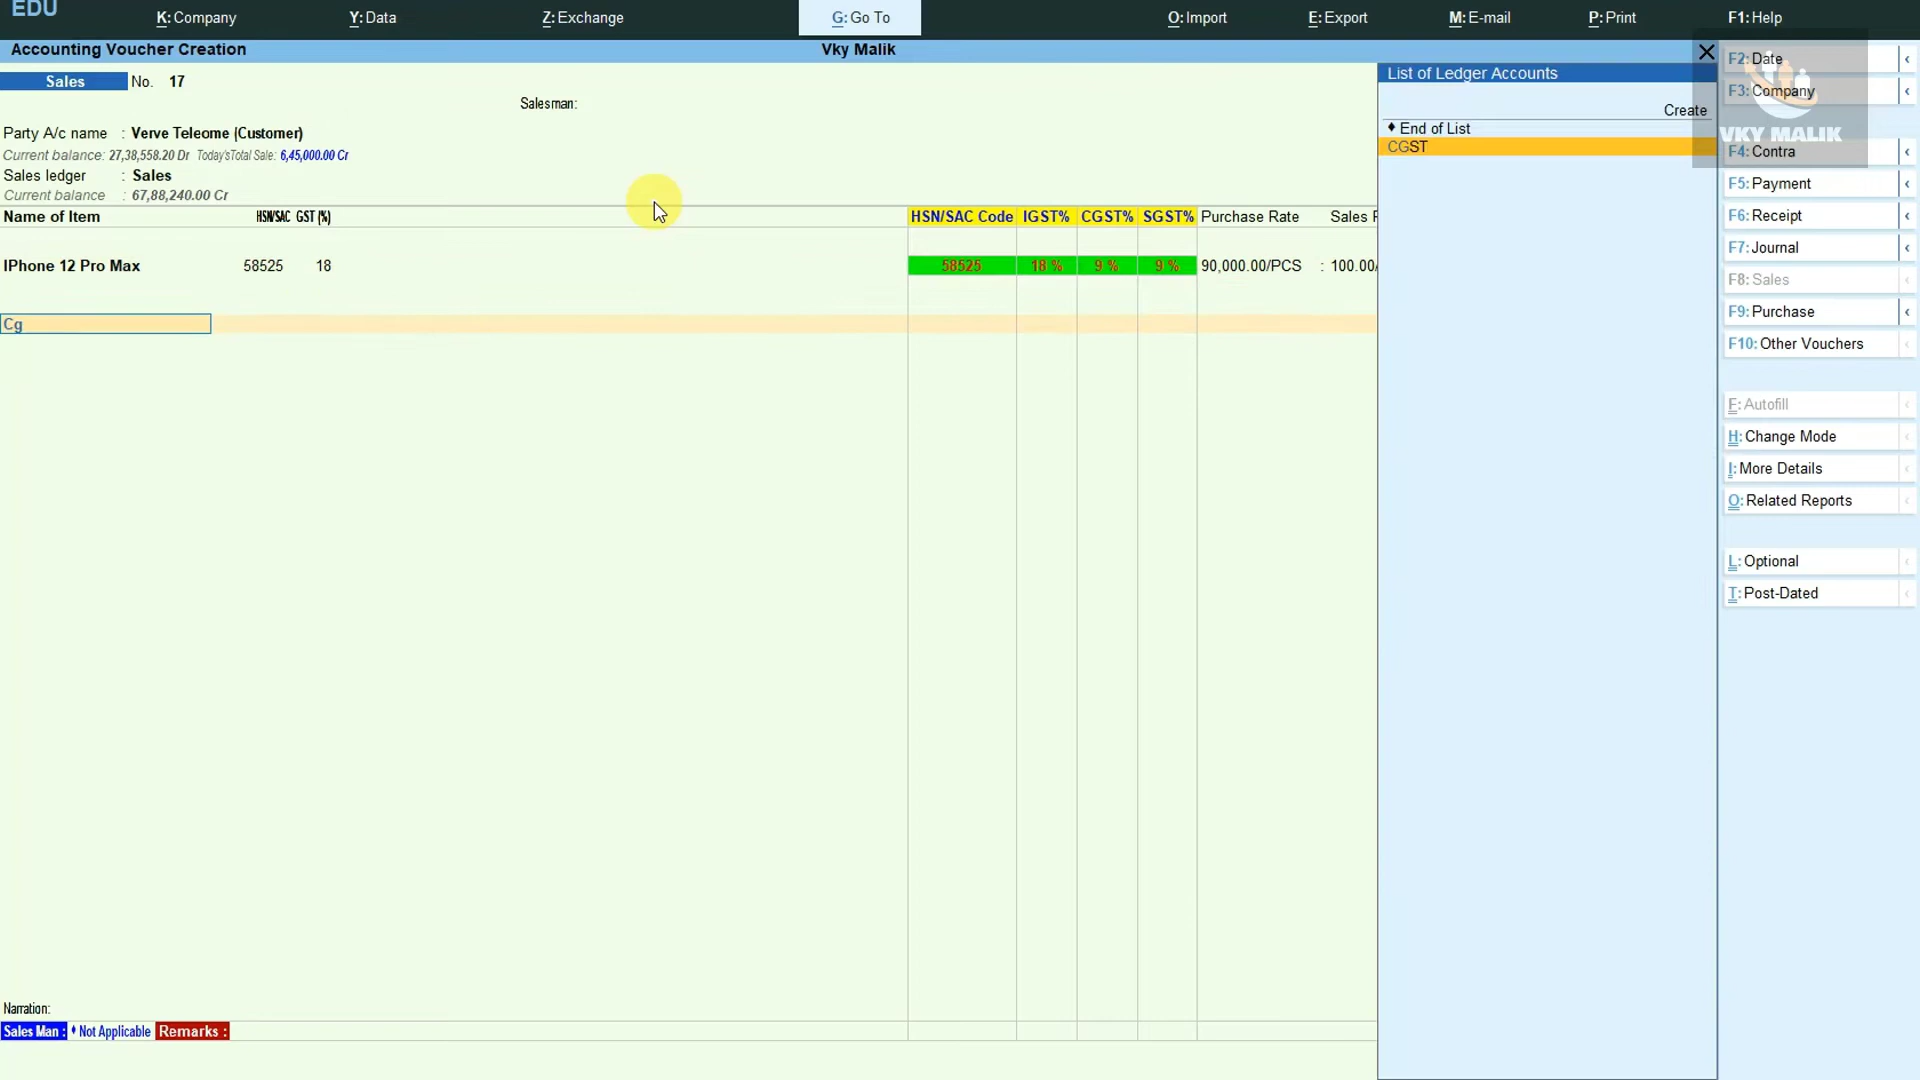 EDU
K: Company
Y: Data
Z: Exchange
G: Go To
O: Import
E: Export
M: E-mail
P: Print
F1: Help
Accounting Voucher Creation
Vky Malik
Sales No. 17
Salesman:
Party A/c name : Verve Teleome (Customer)
Current balance: 27,38,558.20 Dr Today'sTotal Sale: 6,45,000.00 Cr
Sales ledger : Sales
Current balance : 67,88,240.00 Cr
Name of Item HSN/SAC GST (%) HSN/SAC Code IGST% CGST% SGST% Purchase Rate Sales
IPhone 12 Pro Max 58525 18 58525 18 % 9 % 9 % 90,000.00/PCS : 100.00/
Cg
Narration:
Sales Man : ♦ Not Applicable Remarks :
List of Ledger Accounts
Create
♦ End of List
CGST
F2: Date
F3: Company
VKY MALIK
F4: Contra
F5: Payment
F6: Receipt
F7: Journal
F8: Sales
F9: Purchase
F10: Other Vouchers
F: Autofill
H: Change Mode
I: More Details
O: Related Reports
L: Optional
T: Post-Dated